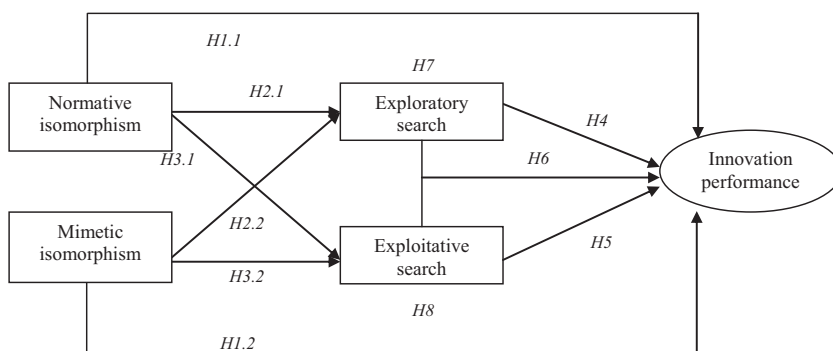 H1.1
H7
Normative
isomorphism
H2.1
Exploratory
search
H4
H3.1
H6
Innovation
performance
Mimetic
isomorphism
H2.2
H3.2
Exploitative
search
H5
H8
H1.2